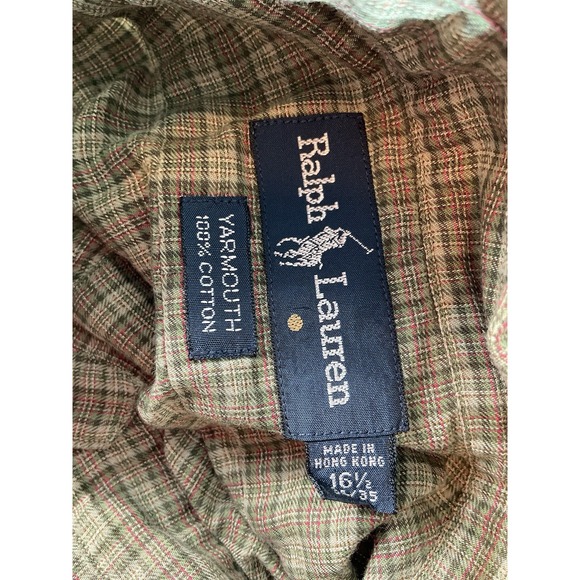 Ralph Lauren
YARMOUTH
100% COTTON
MADE IN
HONG KONG
16½
/35